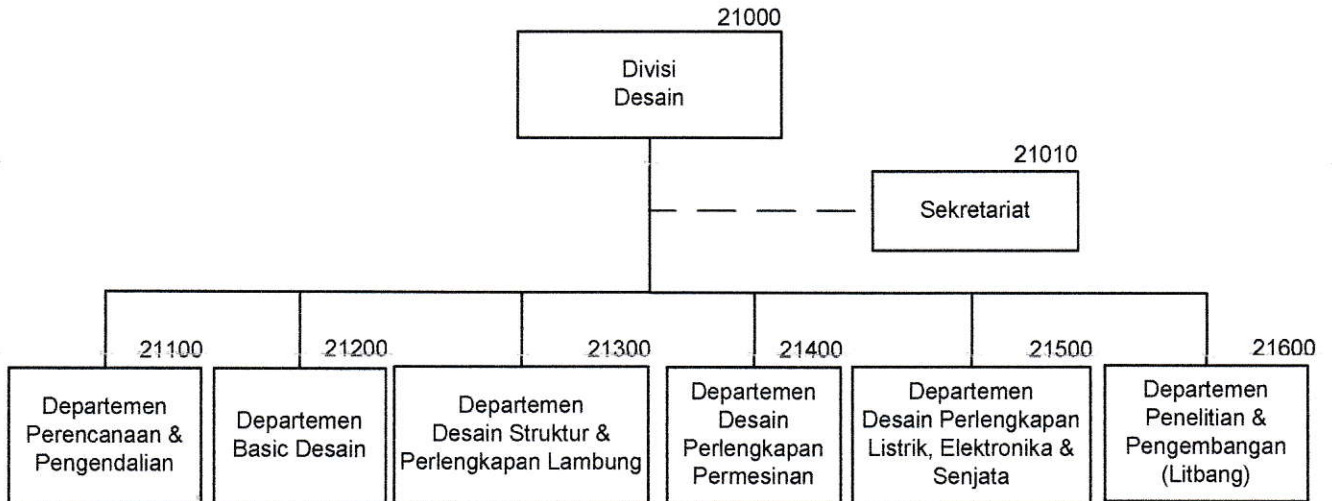 21000
Divisi
Desain
21010
Sekretariat
21100
Departemen
Perencanaan &
Pengendalian
21200
Departemen
Basic Desain
21300
Departemen
Desain Struktur &
Perlengkapan Lambung
21400
Departemen
Desain
Perlengkapan
Permesinan
21500
Departemen
Desain Perlengkapan
Listrik, Elektronika &
Senjata
21600
Departemen
Penelitian &
Pengembangan
(Litbang)